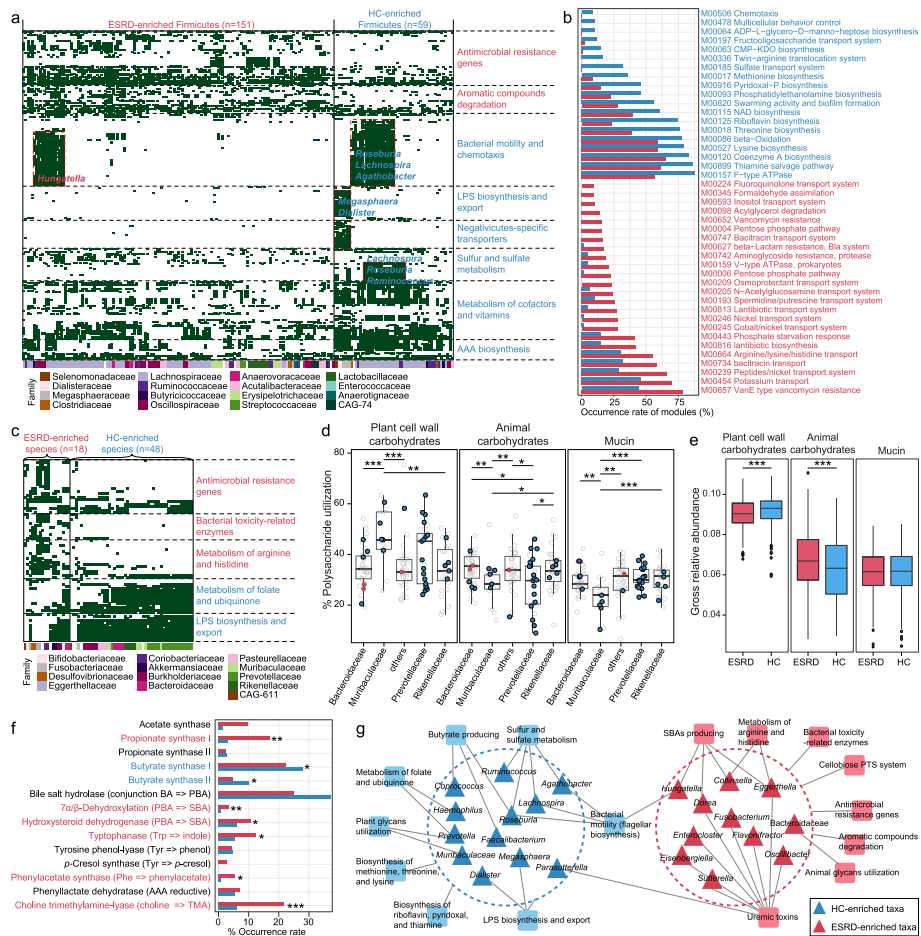 a
ESRD-enriched Firmicutes (n=151)
HC-enriched
Firmicutes (n=59)
Antimicrobial resistance
genes
Aromatic compounds
degradation
Bacterial motility and
chemotaxis
LPS biosynthesis and
export
Negativicutes-specific
transporters
Sulfur and sulfate
metabolism
Metabolism of cofactors
and vitamins
AAA biosynthesis
Hungatella
Roseburia
Lachnospira
Agathobacter
Megasphaera
Dialister
Lachnospira
Roseburia
Ruminococcus
Family
Selenomonadaceae
Dialisteraceae
Megasphaeraceae
Clostridiaceae
Lachnospiraceae
Ruminococcaceae
Butyricicoccaceae
Oscillospiraceae
Anaerovoracaceae
Acutalibacteraceae
Erysipelotrichaceae
Streptococcaceae
Lactobacillaceae
Enterococcaceae
Anaerotignaceae
CAG-74
b
M00506 Chemotaxis
M00478 Multicellular behavior control
M00064 ADP−L−glycero−D−manno−heptose biosynthesis
M00197 Fructooligosaccharide transport system
M00063 CMP−KDO biosynthesis
M00336 Twin−arginine translocation system
M00185 Sulfate transport system
M00017 Methionine biosynthesis
M00916 Pyridoxal−P biosynthesis
M00093 Phosphatidylethanolamine biosynthesis
M00820 Swarming activity and biofilm formation
M00115 NAD biosynthesis
M00125 Riboflavin biosynthesis
M00018 Threonine biosynthesis
M00086 beta−Oxidation
M00527 Lysine biosynthesis
M00120 Coenzyme A biosynthesis
M00899 Thiamine salvage pathway
M00157 F−type ATPase
M00224 Fluoroquinolone transport system
M00345 Formaldehyde assimilation
M00593 Inositol transport system
M00098 Acylglycerol degradation
M00652 Vancomycin resistance
M00004 Pentose phosphate pathway
M00747 Bacitracin transport system
M00627 beta−Lactam resistance, Bla system
M00742 Aminoglycoside resistance, protease
M00159 V−type ATPase, prokaryotes
M00006 Pentose phosphate pathway
M00209 Osmoprotectant transport system
M00205 N−Acetylglucosamine transport system
M00193 Spermidine/putrescine transport system
M00813 Lantibiotic transport system
M00246 Nickel transport system
M00245 Cobalt/nickel transport system
M00443 Phosphate starvation response
M00816 lantibiotic biosynthesis
M00864 Arginine/lysine/histidine transport
M00734 bacitracin transport
M00239 Peptides/nickel transport system
M00454 Potassium transport
M00657 VanE type vancomycin resistance
0 20 40 60 80
Occurrence rate of modules (%)
c
ESRD-enriched
species (n=18)
HC-enriched
species (n=48)
Antimicrobial resistance
genes
Bacterial toxicity-related
enzymes
Metabolism of arginine
and histidine
Metabolism of folate
and ubiquinone
LPS biosynthesis and
export
Family
Bifidobacteriaceae
Fusobacteriaceae
Desulfovibrionaceae
Eggerthellaceae
Coriobacteriaceae
Akkermansiaceae
Burkholderiaceae
Bacteroidaceae
Pasteurellaceae
Muribaculaceae
Prevotellaceae
Rikenellaceae
CAG-611
d
Plant cell wall
carbohydrates
Animal
carbohydrates
Mucin
% Polysaccharide utilization
80
60
40
20
*** *** **
** ** * * * *
** *** ** ***
Bacteroidaceae
Muribaculaceae
others
Prevotellaceae
Rikenellaceae
Bacteroidaceae
Muribaculaceae
others
Prevotellaceae
Rikenellaceae
Bacteroidaceae
Muribaculaceae
others
Prevotellaceae
Rikenellaceae
e
Plant cell wall
carbohydrates
Animal
carbohydrates
Mucin
Gross relative abundance
0.10
0.08
0.06
0.04
***
***
ESRD HC ESRD HC ESRD HC
f
Acetate synthase
Propionate synthase I **
Propionate synthase II
Butyrate synthase I *
Butyrate synthase II *
Bile salt hydrolase (conjunction BA => PBA)
7α/β-Dehydroxylation (PBA => SBA) **
Hydroxysteroid dehydrogenase (PBA => SBA) *
Typtophanase (Trp => indole) *
Tyrosine phenol-lyase (Tyr => phenol)
p-Cresol synthase (Tyr => p-cresol)
Phenylacetate synthase (Phe => phenylacetate) *
Phenyllactate dehydratase (AAA reductive)
Choline trimethylamine-lyase (choline => TMA) ***
0 10 20 30
% Occurrence rate
g
Butyrate producing
Sulfur and
sulfate metabolism
Metabolism of folate
and ubiquinone
Plant glycans
utilization
Biosynthesis of
methionine, threonine,
and lysine
Biosynthesis of
riboflavin, pyridoxal,
and thiamine
LPS biosynthesis and export
Bacterial
motility (flagellar
biosynthesis)
Ruminococcus
Coprococcus
Agathobacter
Haemophilus
Lachnospira
Roseburia
Prevotella
Faecalibacterium
Muribaculaceae
Megasphaera
Dialister
Parasutterella
SBAs producing
Metabolism of
arginine and
histidine
Bacterial toxicity
-related enzymes
Cellobiose PTS system
Antimicrobial
resistance genes
Aromatic compounds
degradation
Animal glycans utilization
Uremic toxins
Hungatella
Collinsella
Eggerthella
Dorea
Fusobacterium
Bacteroidaceae
Enterocloster
Flavonifractor
Eisenbergiella
Oscillibacter
Sutterella
HC-enriched taxa
ESRD-enriched taxa